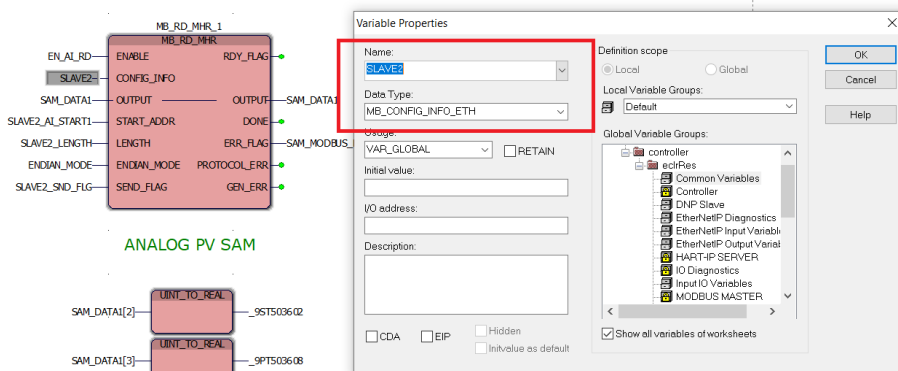 MB_RD_MHR_1
MB_RD_MHR
EN_AI_RD ENABLE RDY_FLAG
SLAVE2 CONFIG_INFO
SAM_DATA1 OUTPUT OUTPUT SAM_DATA1
SLAVE2_AI_START1 START_ADDR DONE
SLAVE2_LENGTH LENGTH ERR_FLAG SAM_MODBUS_
ENDIAN_MODE ENDIAN_MODE PROTOCOL_ERR
SLAVE2_SND_FLG SEND_FLAG GEN_ERR
ANALOG PV SAM
UINT_TO_REAL
SAM_DATA1[2] _9ST503602
UINT_TO_REAL
SAM_DATA1[3] _9PT503608
Variable Properties
Name:
SLAVE2
Data Type:
MB_CONFIG_INFO_ETH
Usage:
VAR_GLOBAL RETAIN
Initial value:
I/O address:
Description:
CDA EIP Hidden
Initvalue as default
Definition scope
Local Global
Local Variable Groups:
Default
Global Variable Groups:
controller
eclrRes
Common Variables
Controller
DNP Slave
EtherNetIP Diagnostics
EtherNetIP Input Variabl
EtherNetIP Output Variat
HART-IP SERVER
IO Diagnostics
Input IO Variables
MODBUS MASTER
Show all variables of worksheets
OK
Cancel
Help